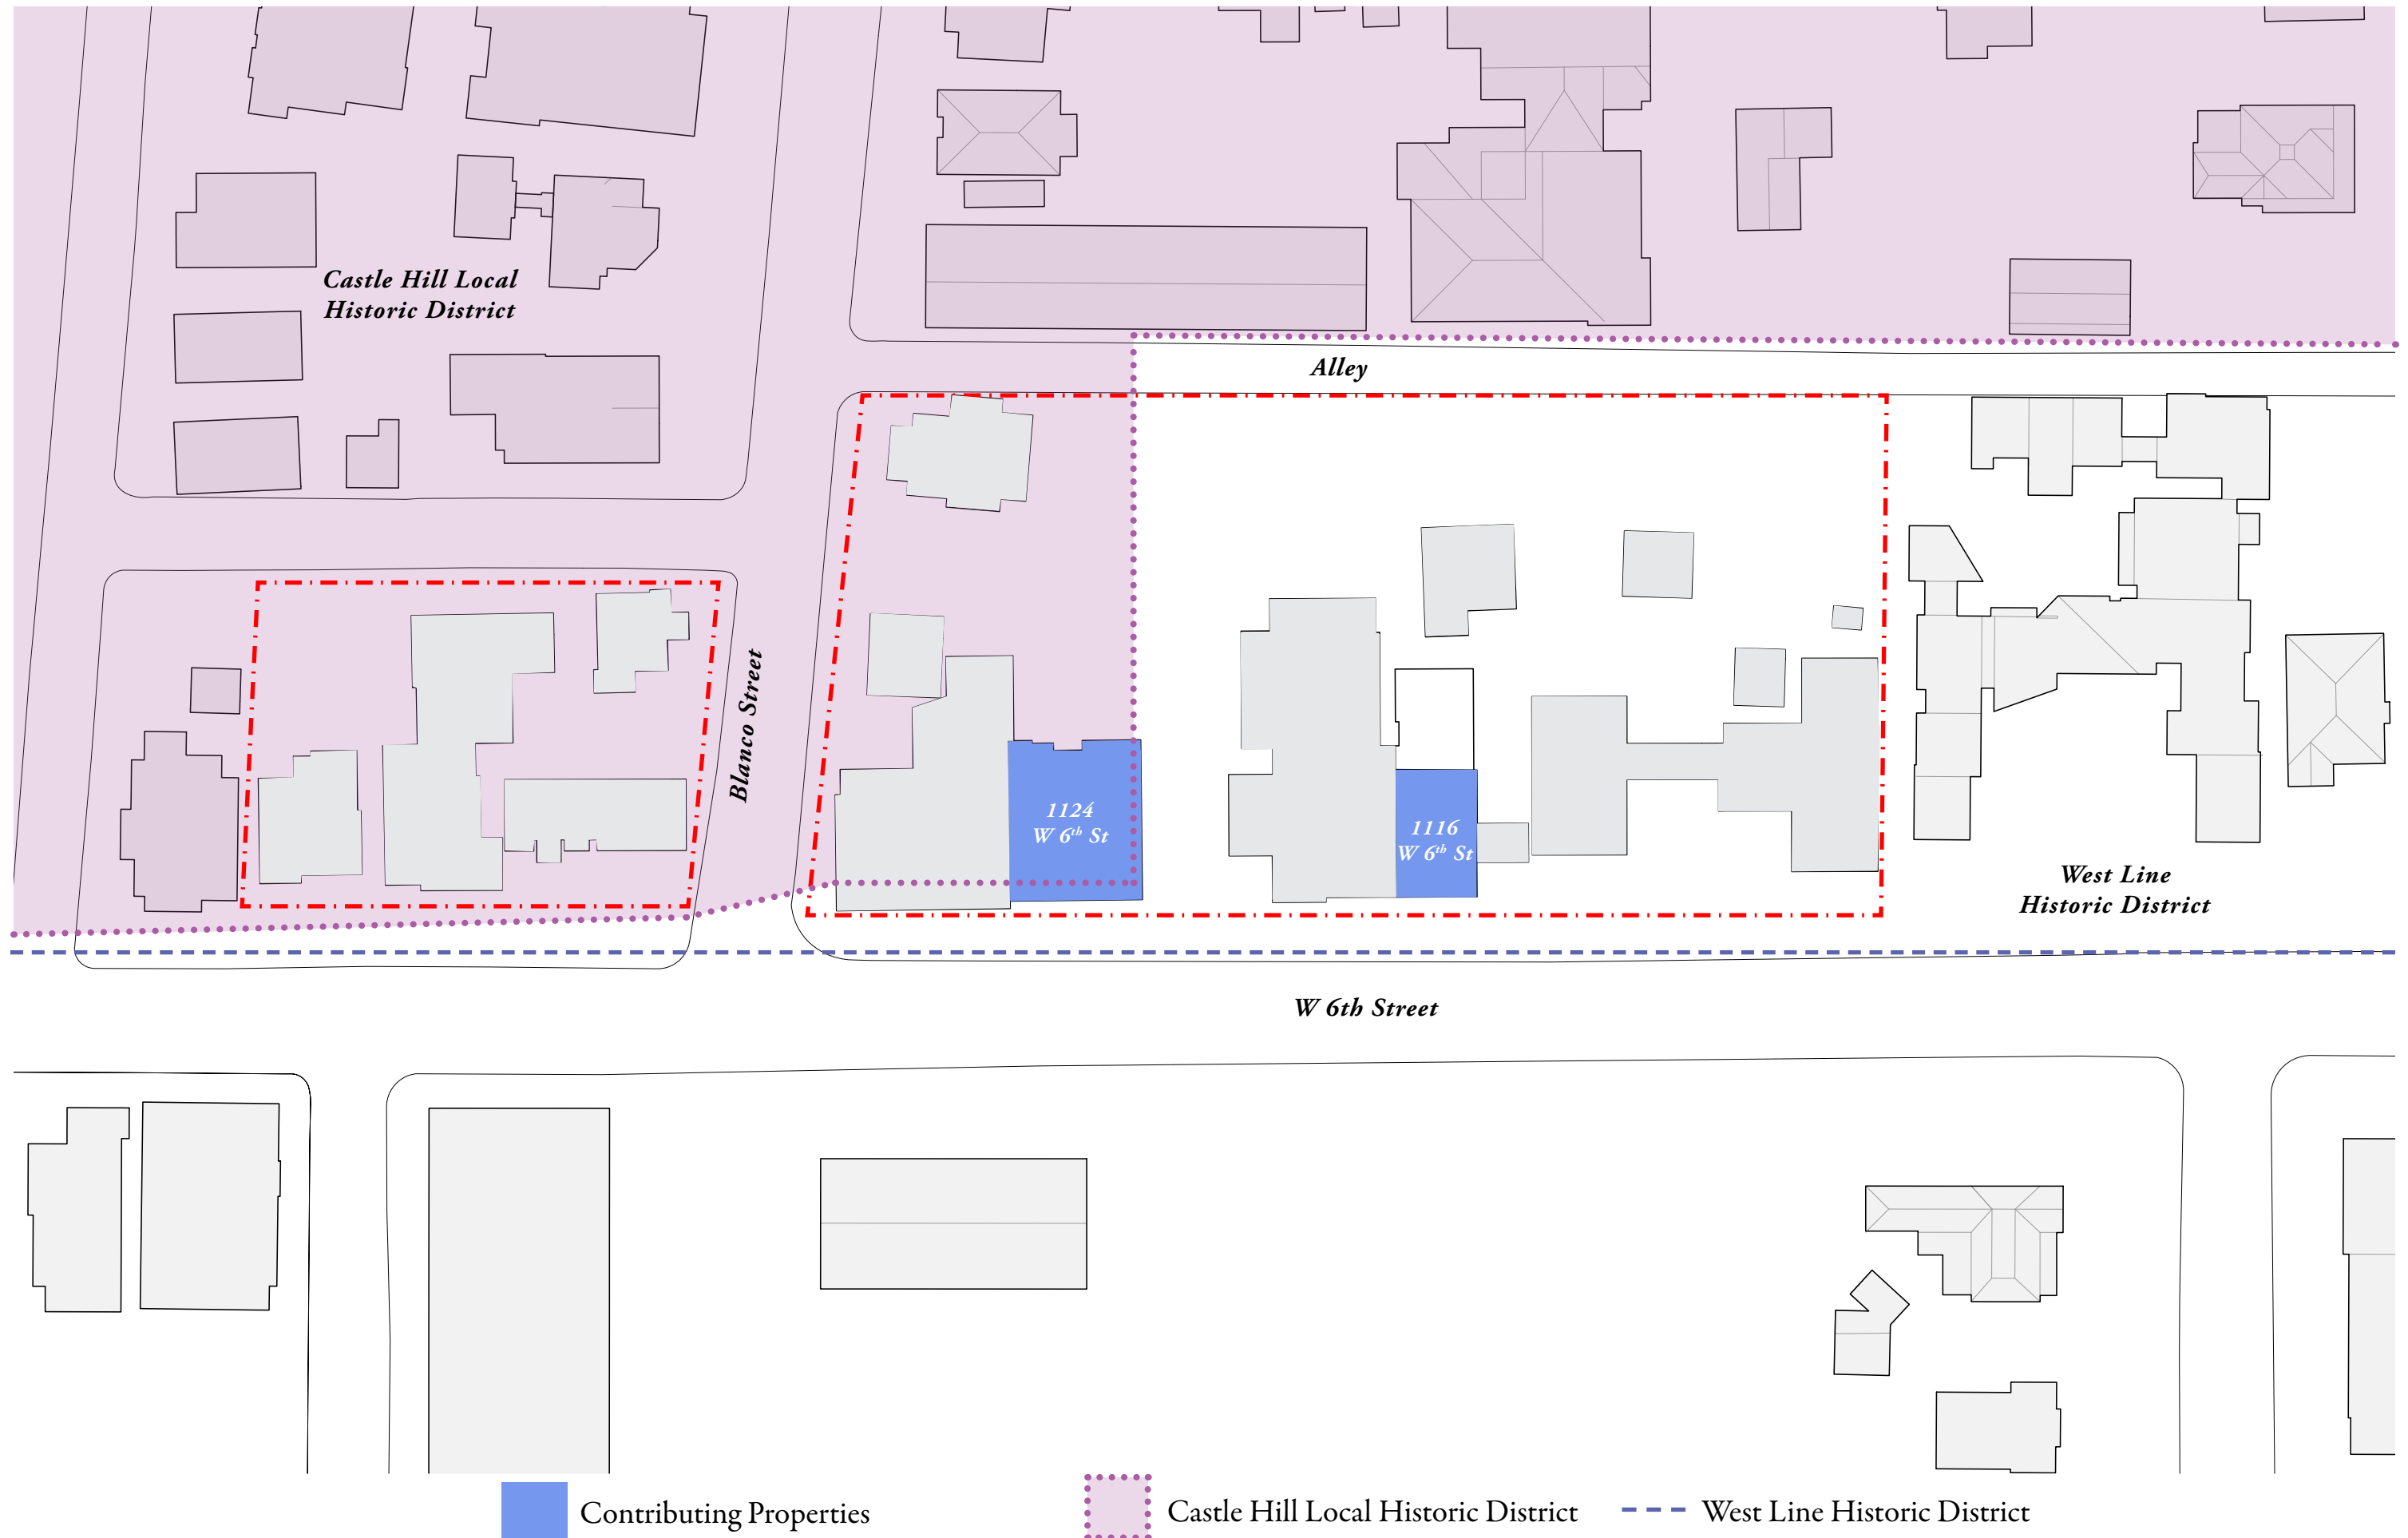 Castle Hill Local
Historic District
Alley
Blanco Street
1124
W 6th St
1116
W 6th St
West Line
Historic District
W 6th Street
Contributing Properties
Castle Hill Local Historic District
West Line Historic District